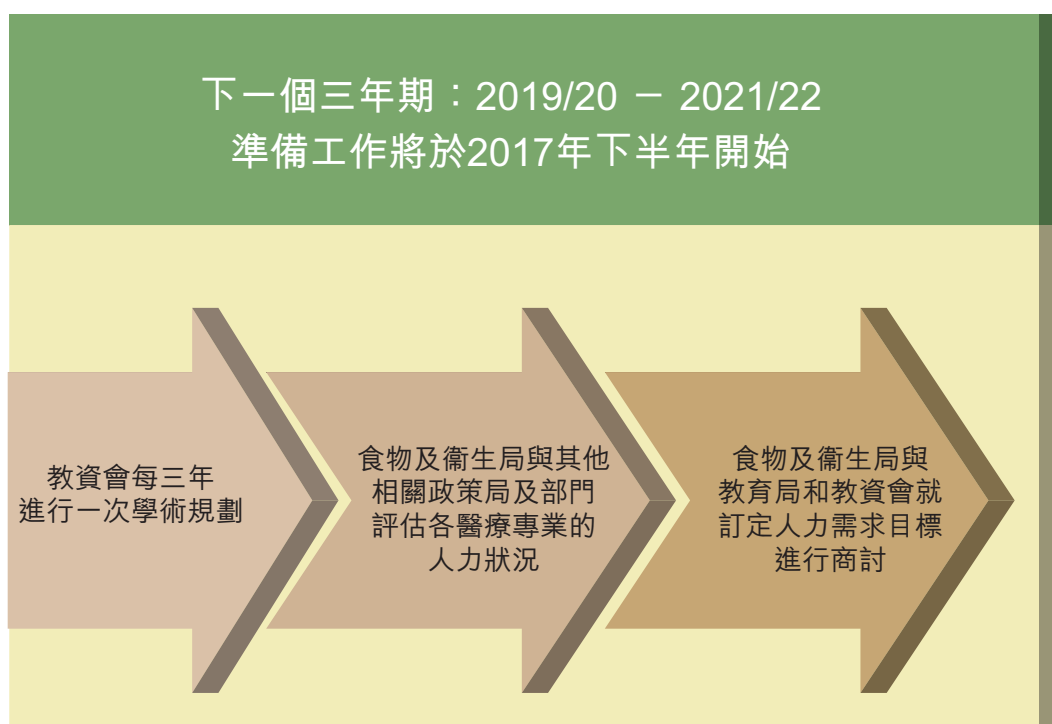 下一個三年期：2019/20 － 2021/22
準備工作將於2017年下半年開始
教資會每三年
進行一次學術規劃
食物及衞生局與其他
相關政策局及部門
評估各醫療專業的
人力狀況
食物及衞生局與
教育局和教資會就
訂定人力需求目標
進行商討